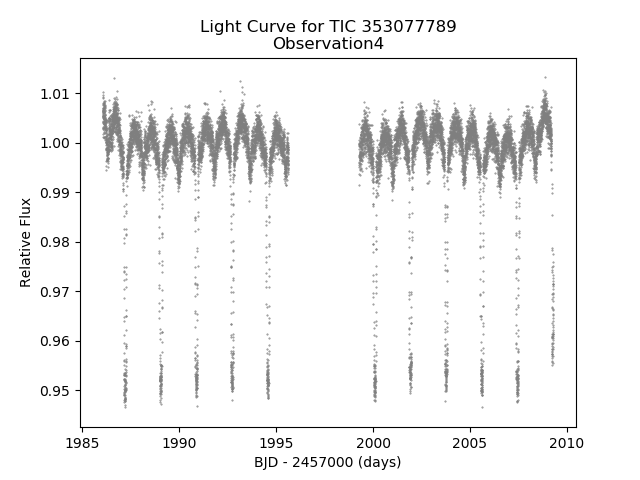 Light Curve for TIC 353077789
Observation4
1.01
1.00
0.99
0.98
0.97
0.96
0.95
Relative Flux
1985 1990 1995 2000 2005 2010
BJD - 2457000 (days)